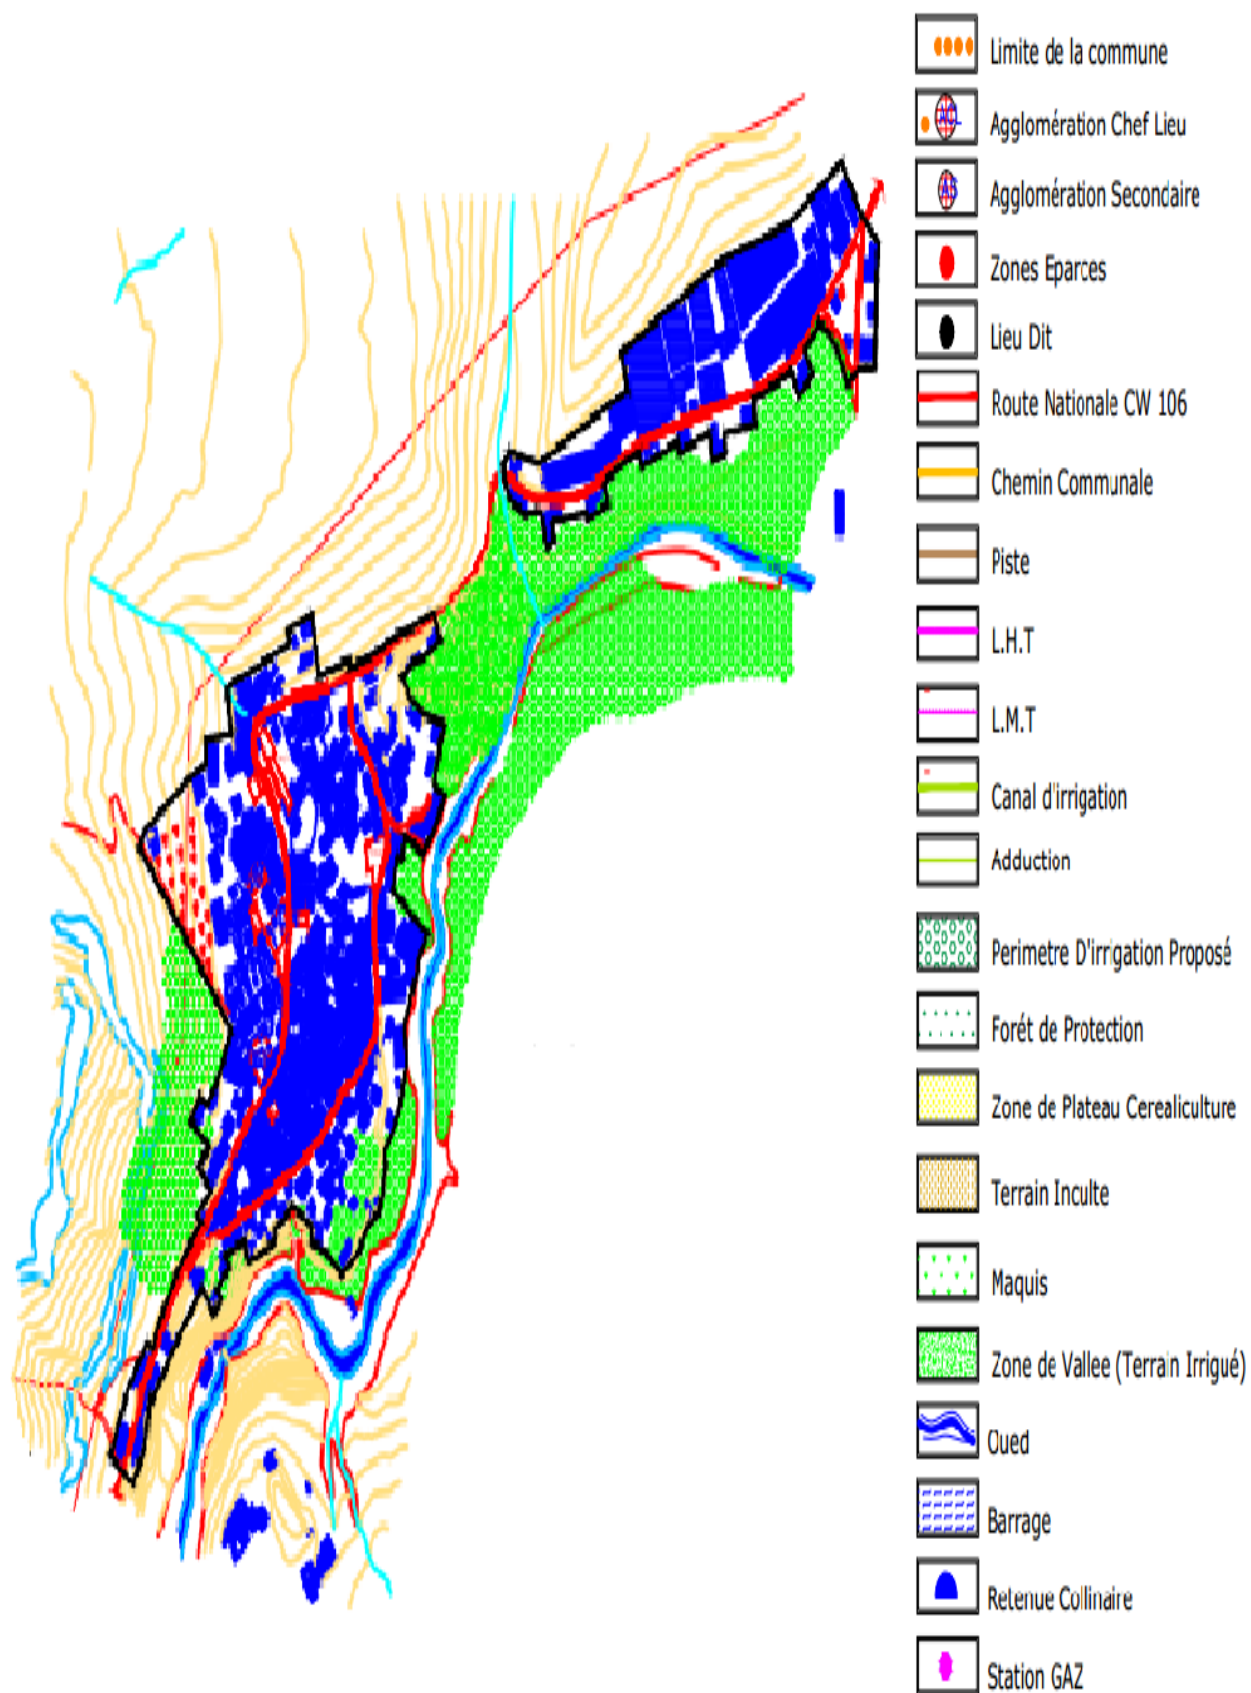 Limite de la commune
ACL
Agglomération Chef Lieu
AS
Agglomération Secondaire
Zones Eparces
Lieu Dit
Route Nationale CW 106
Chemin Communale
Piste
L.H.T
L.M.T
Canal d'irrigation
Adduction
Perimetre D'irrigation Proposé
Forét de Protection
Zone de Plateau Cerealiculture
Terrain Inculte
Maquis
Zone de Vallee (Terrain Irrigué)
Oued
Barrage
Retenue Collinaire
Station GAZ